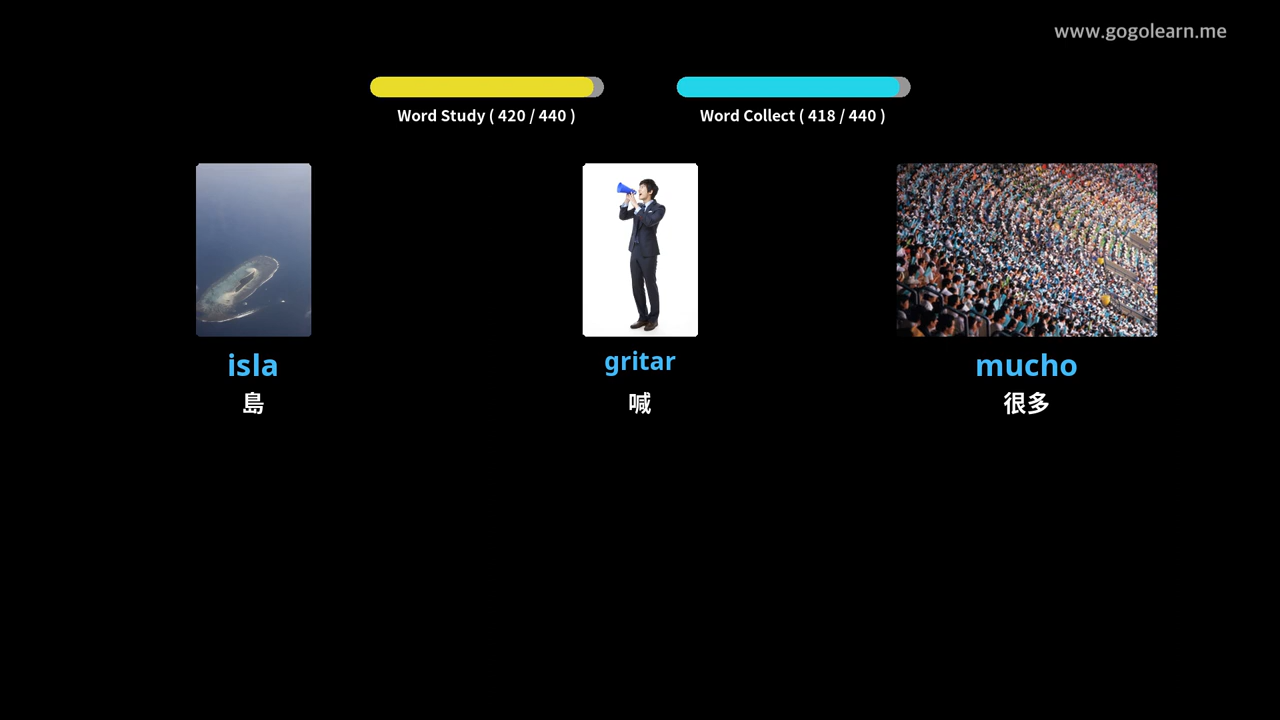 www.gogolearn.me
Word Study ( 420 / 440 )
Word Collect ( 418 / 440 )
isla
gritar
mucho
島
喊
很多